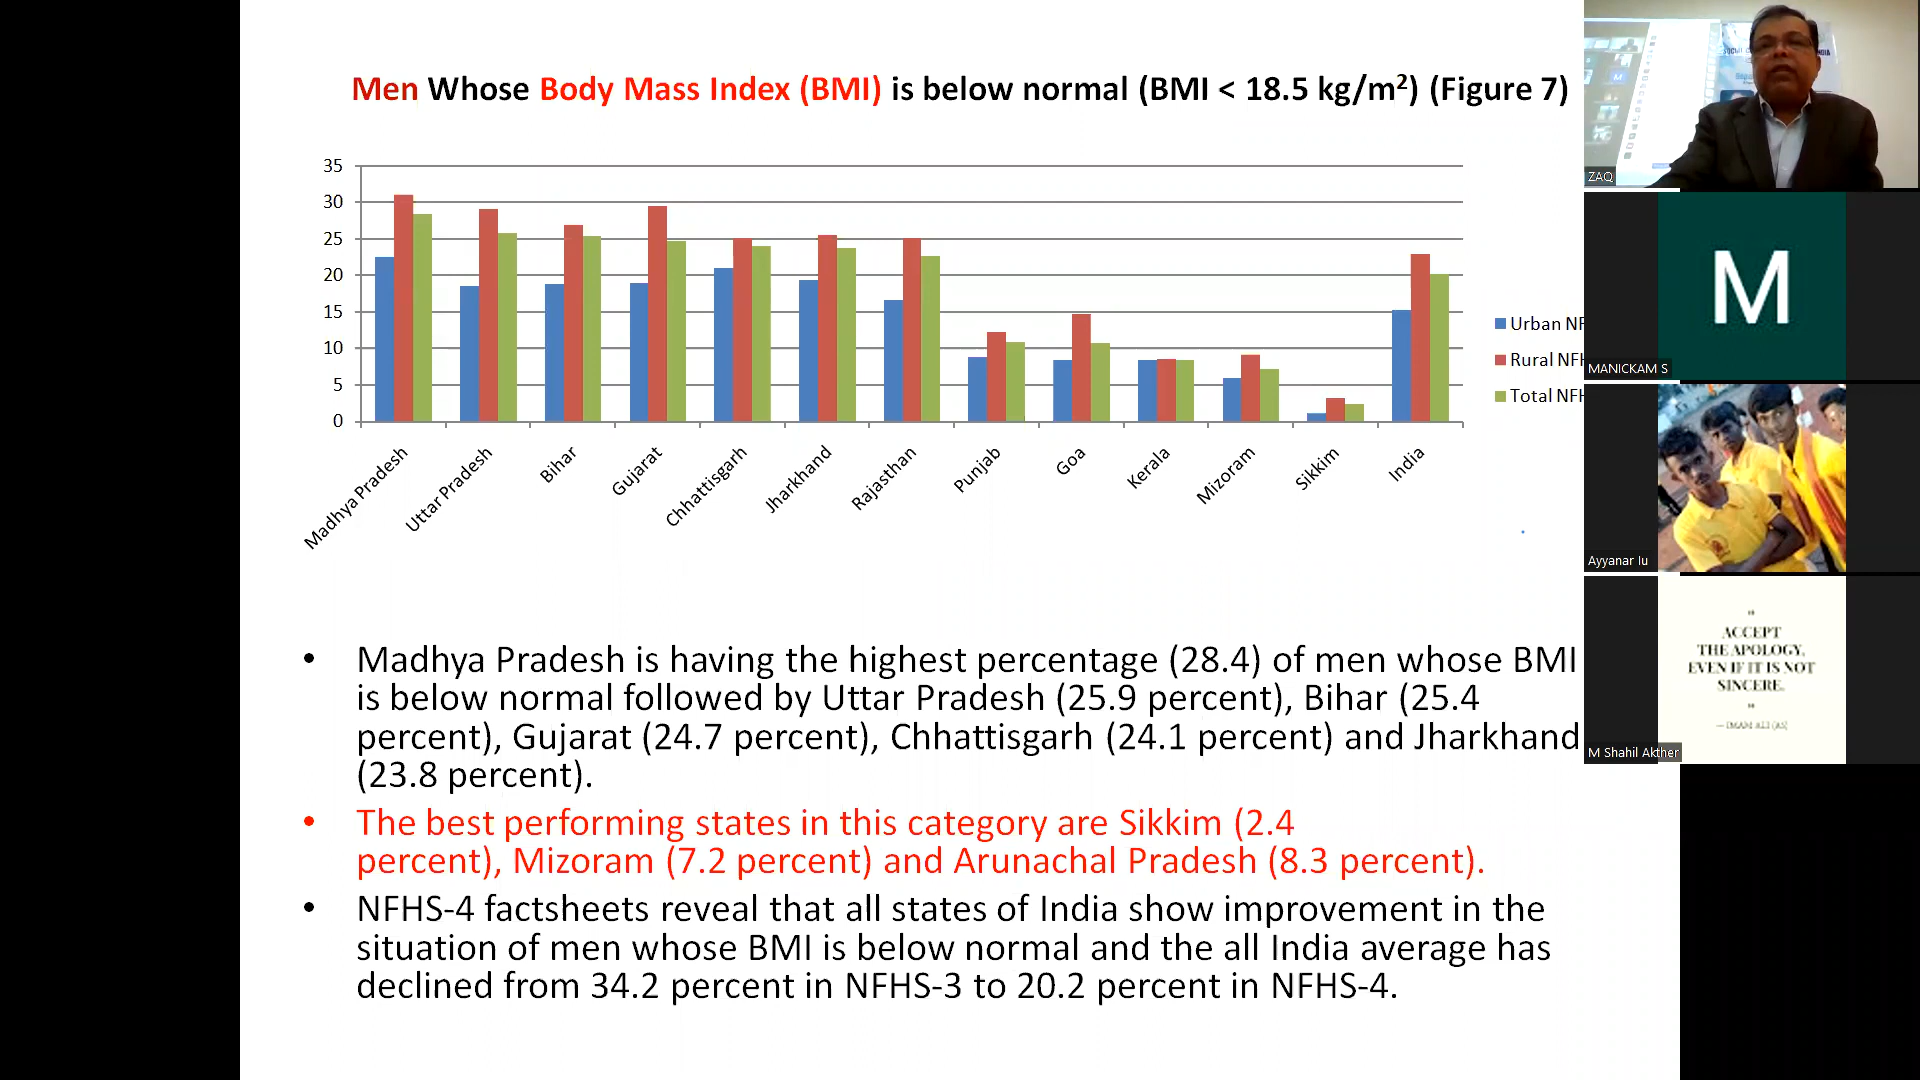 Men Whose Body Mass Index (BMI) is below normal (BMI < 18.5 kg/m²) (Figure 7)
35
30
25
20
15
10
5
0
Madhya Pradesh
Uttar Pradesh
Bihar
Gujarat
Chhattisgarh
Jharkhand
Rajasthan
Punjab
Goa
Kerala
Mizoram
Sikkim
India
Urban NF
Rural NFH
Total NFH
• Madhya Pradesh is having the highest percentage (28.4) of men whose BMI
is below normal followed by Uttar Pradesh (25.9 percent), Bihar (25.4
percent), Gujarat (24.7 percent), Chhattisgarh (24.1 percent) and Jharkhand
(23.8 percent).
• The best performing states in this category are Sikkim (2.4
percent), Mizoram (7.2 percent) and Arunachal Pradesh (8.3 percent).
• NFHS-4 factsheets reveal that all states of India show improvement in the
situation of men whose BMI is below normal and the all India average has
declined from 34.2 percent in NFHS-3 to 20.2 percent in NFHS-4.
ZAQ
M
MANICKAM S
Ayyanar Iu
"
ACCEPT
THE APOLOGY,
EVEN IF IT IS NOT
SINCERE.
"
— IMAM ALI (AS)
M Shahil Akther